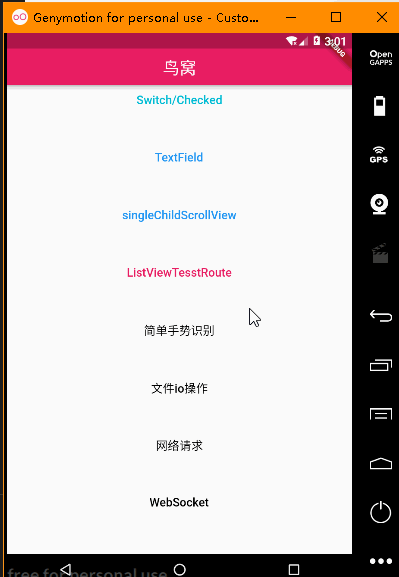 Genymotion for personal use - Custo...
3:01
鸟窝
Open
GAPPS
Switch/Checked
TextField
GPS
singleChildScrollView
ListViewTesstRoute
简单手势识别
文件io操作
网络请求
WebSocket
free for personal use